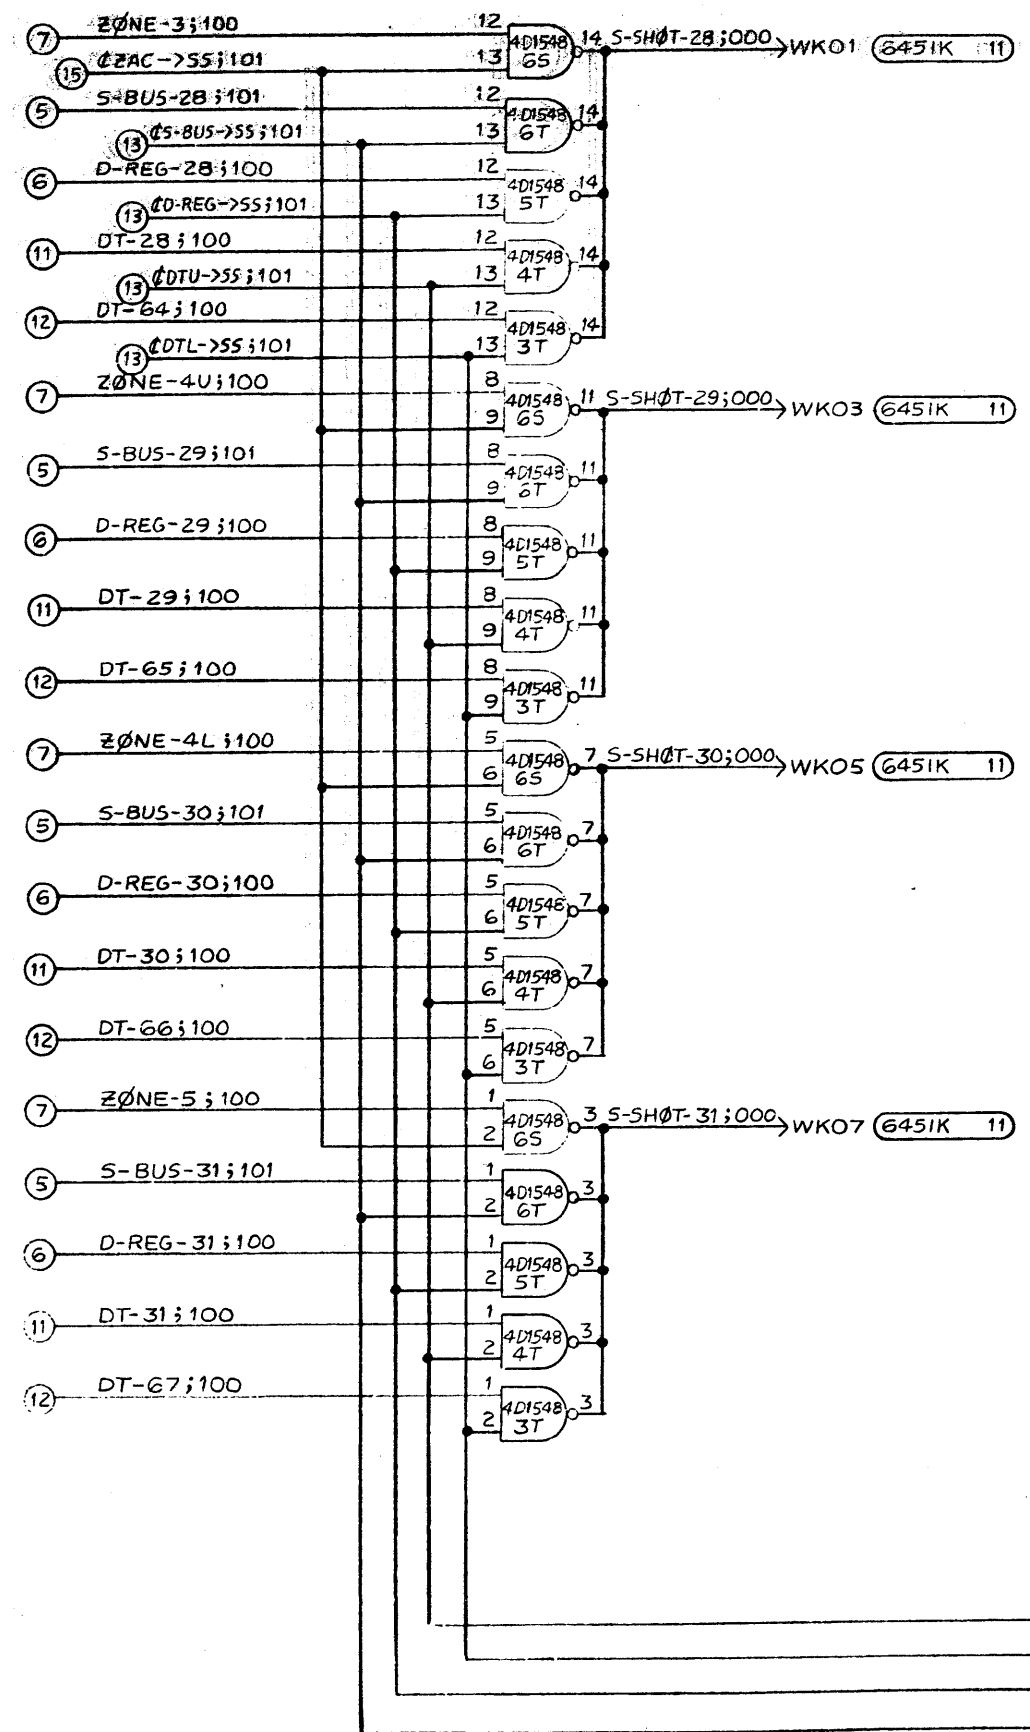 ZØNE-3;100
7
12
4D1548
6S
14
S-SHØT-28;000
WK01
6451K 11
15
¢ZAC->SS;101
13
5
S-BUS-28;101
12
4D1548
6T
14
13
¢S-BUS->SS;101
13
6
D-REG-28;100
12
4D1548
5T
14
13
¢D-REG->SS;101
13
11
DT-28;100
12
4D1548
4T
14
13
¢DTU->SS;101
13
12
DT-64;100
12
4D1548
3T
14
13
¢DTL->SS;101
13
7
ZØNE-4U;100
8
9
4D1548
6S
11
S-SHØT-29;000
WK03
6451K 11
5
S-BUS-29;101
8
9
4D1548
6T
11
6
D-REG-29;100
8
9
4D1548
5T
11
11
DT-29;100
8
9
4D1548
4T
11
12
DT-65;100
8
9
4D1548
3T
11
7
ZØNE-4L;100
5
6
4D1548
6S
7
S-SHØT-30;000
WK05
6451K 11
5
S-BUS-30;101
5
6
4D1548
6T
7
6
D-REG-30;100
5
6
4D1548
5T
7
11
DT-30;100
5
6
4D1548
4T
7
12
DT-66;100
5
6
4D1548
3T
7
7
ZØNE-5;100
1
2
4D1548
6S
3
S-SHØT-31;000
WK07
6451K 11
5
S-BUS-31;101
1
2
4D1548
6T
3
6
D-REG-31;100
1
2
4D1548
5T
3
11
DT-31;100
1
2
4D1548
4T
3
12
DT-67;100
1
2
4D1548
3T
3